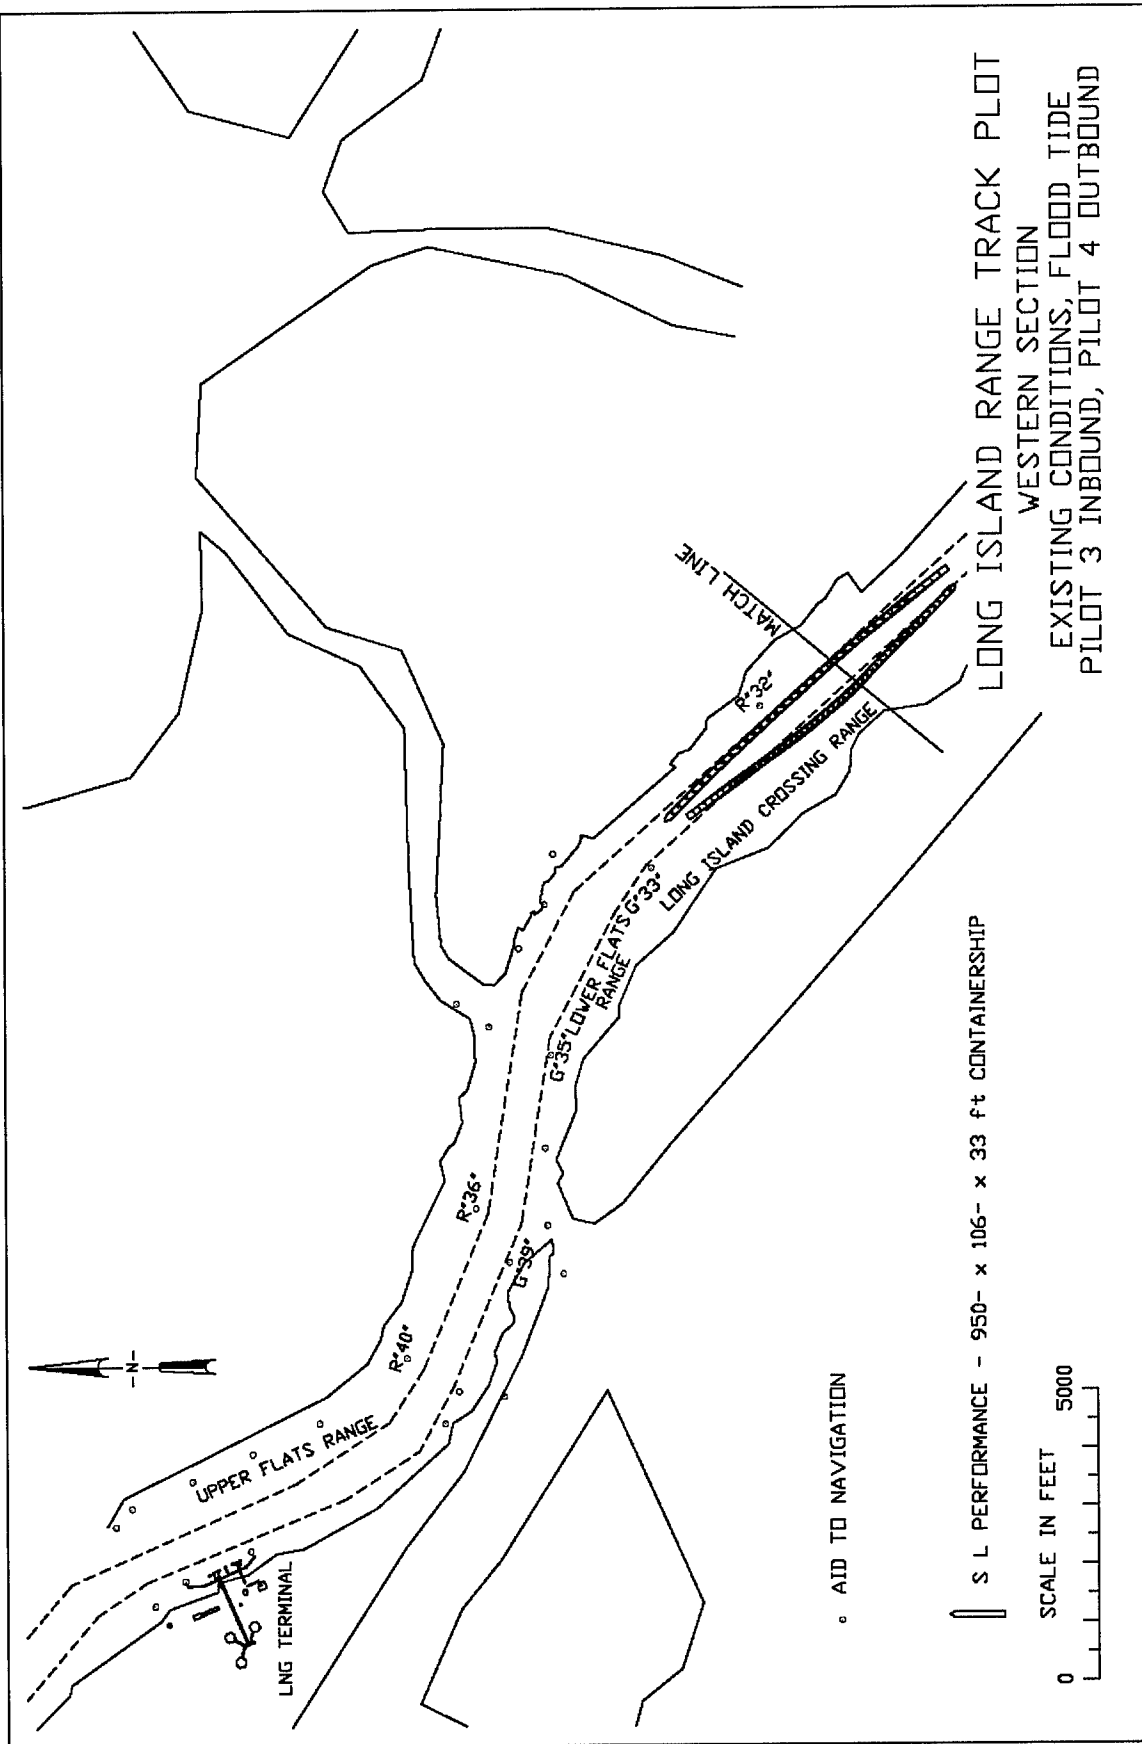 LONG ISLAND RANGE TRACK PLOT
WESTERN SECTION
EXISTING CONDITIONS, FLOOD TIDE
PILOT 3 INBOUND, PILOT 4 OUTBOUND
-N-
UPPER FLATS RANGE
LNG TERMINAL
R"40"
R"36"
G"39"
G"35"
LOWER FLATS
RANGE
G"33"
LONG ISLAND CROSSING RANGE
R"32"
MATCH LINE
AID TO NAVIGATION
S L PERFORMANCE - 950- x 106- x 33 ft CONTAINERSHIP
SCALE IN FEET
0 5000